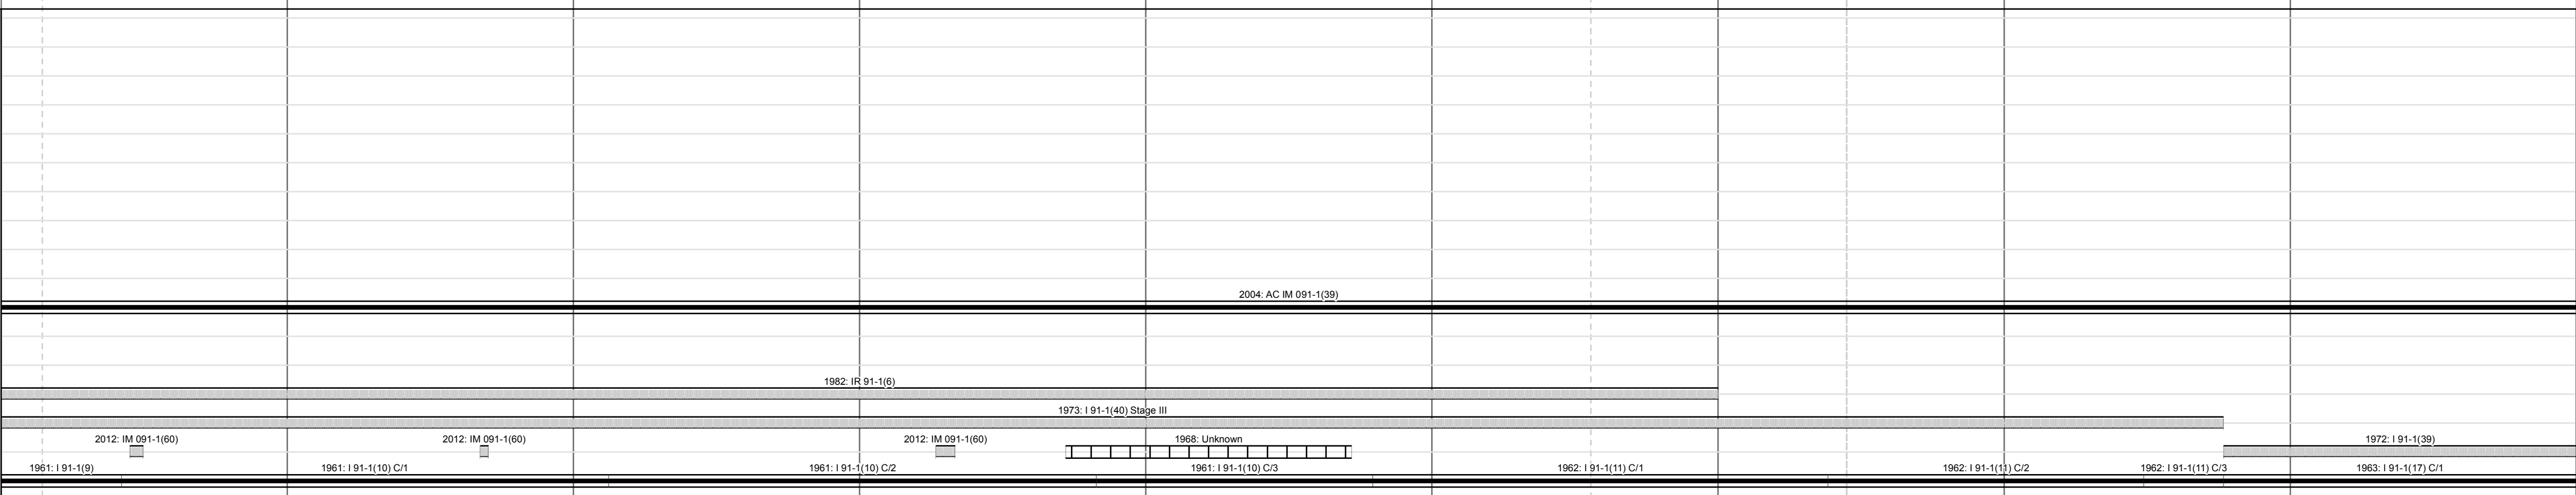 2004: AC IM 091-1(39)
1982: IR 91-1(6)
1973: I 91-1(40) Stage III
2012: IM 091-1(60) 2012: IM 091-1(60) 2012: IM 091-1(60) 1968: Unknown 1972: I 91-1(39)
1961: I 91-1(9) 1961: I 91-1(10) C/1 1961: I 91-1(10) C/2 1961: I 91-1(10) C/3 1962: I 91-1(11) C/1 1962: I 91-1(11) C/2 1962: I 91-1(11) C/3 1963: I 91-1(17) C/1